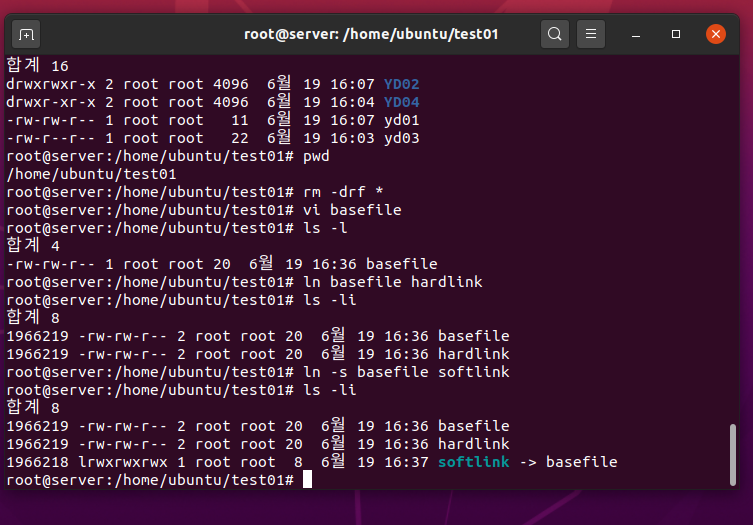 root@server: /home/ubuntu/test01
합계 16
drwxrwxr-x 2 root root 4096  6월 19 16:07 YD02
drwxr-xr-x 2 root root 4096  6월 19 16:04 YD04
-rw-rw-r-- 1 root root   11  6월 19 16:07 yd01
-rw-r--r-- 1 root root   22  6월 19 16:03 yd03
root@server:/home/ubuntu/test01# pwd
/home/ubuntu/test01
root@server:/home/ubuntu/test01# rm -drf *
root@server:/home/ubuntu/test01# vi basefile
root@server:/home/ubuntu/test01# ls -l
합계 4
-rw-rw-r-- 1 root root 20  6월 19 16:36 basefile
root@server:/home/ubuntu/test01# ln basefile hardlink
root@server:/home/ubuntu/test01# ls -li
합계 8
1966219 -rw-rw-r-- 2 root root 20  6월 19 16:36 basefile
1966219 -rw-rw-r-- 2 root root 20  6월 19 16:36 hardlink
root@server:/home/ubuntu/test01# ln -s basefile softlink
root@server:/home/ubuntu/test01# ls -li
합계 8
1966219 -rw-rw-r-- 2 root root 20  6월 19 16:36 basefile
1966219 -rw-rw-r-- 2 root root 20  6월 19 16:36 hardlink
1966218 lrwxrwxrwx 1 root root  8  6월 19 16:37 softlink -> basefile
root@server:/home/ubuntu/test01#